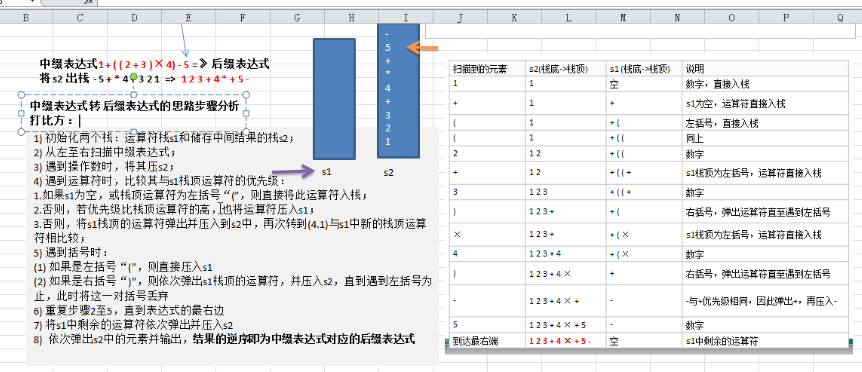 B C D E F G H I J K L M N O P Q
中缀表达式1+((2+3)×4)-5=》后缀表达式
将s2出栈 -5+*4+321 => 123+*4+5-
中缀表达式转后缀表达式的思路步骤分析
打比方：
1) 初始化两个栈：运算符栈s1和储存中间结果的栈s2；
2) 从左至右扫描中缀表达式；
3) 遇到操作数时，将其压s2；
4) 遇到运算符时，比较其与s1栈顶运算符的优先级：
1.如果s1为空，或栈顶运算符为左括号“(”，则直接将此运算符入栈；
2.否则，若优先级比栈顶运算符的高，也将运算符压入s1；
3.否则，将s1栈顶的运算符弹出并压入到s2中，再次转到(4.1)与s1中新的栈顶运算
符相比较；
5) 遇到括号时：
(1) 如果是左括号“(”，则直接压入s1
(2) 如果是右括号“)”，则依次弹出s1栈顶的运算符，并压入s2，直到遇到左括号为
止，此时将这一对括号丢弃
6) 重复步骤2至5，直到表达式的最右边
7) 将s1中剩余的运算符依次弹出并压入s2
8) 依次弹出s2中的元素并输出，结果的逆序即为中缀表达式对应的后缀表达式
s1
-
5
+
*
4
+
3
2
1
s2
扫描到的元素 s2(栈底->栈顶) s1 (栈底->栈顶) 说明
1 1 空 数字，直接入栈
+ 1 + s1为空，运算符直接入栈
( 1 + ( 左括号，直接入栈
( 1 + ( ( 同上
2 1 2 + ( ( 数字
+ 1 2 + ( ( + s1栈顶为左括号，运算符直接入栈
3 1 2 3 + ( ( + 数字
) 1 2 3 + + ( 右括号，弹出运算符直至遇到左括号
× 1 2 3 + + ( × s1栈顶为左括号，运算符直接入栈
4 1 2 3 + 4 + ( × 数字
) 1 2 3 + 4 × + 右括号，弹出运算符直至遇到左括号
- 1 2 3 + 4 × + - -与+优先级相同，因此弹出+，再压入-
5 1 2 3 + 4 × + 5 - 数字
到达最右端 1 2 3 + 4 × + 5 - 空 s1中剩余的运算符